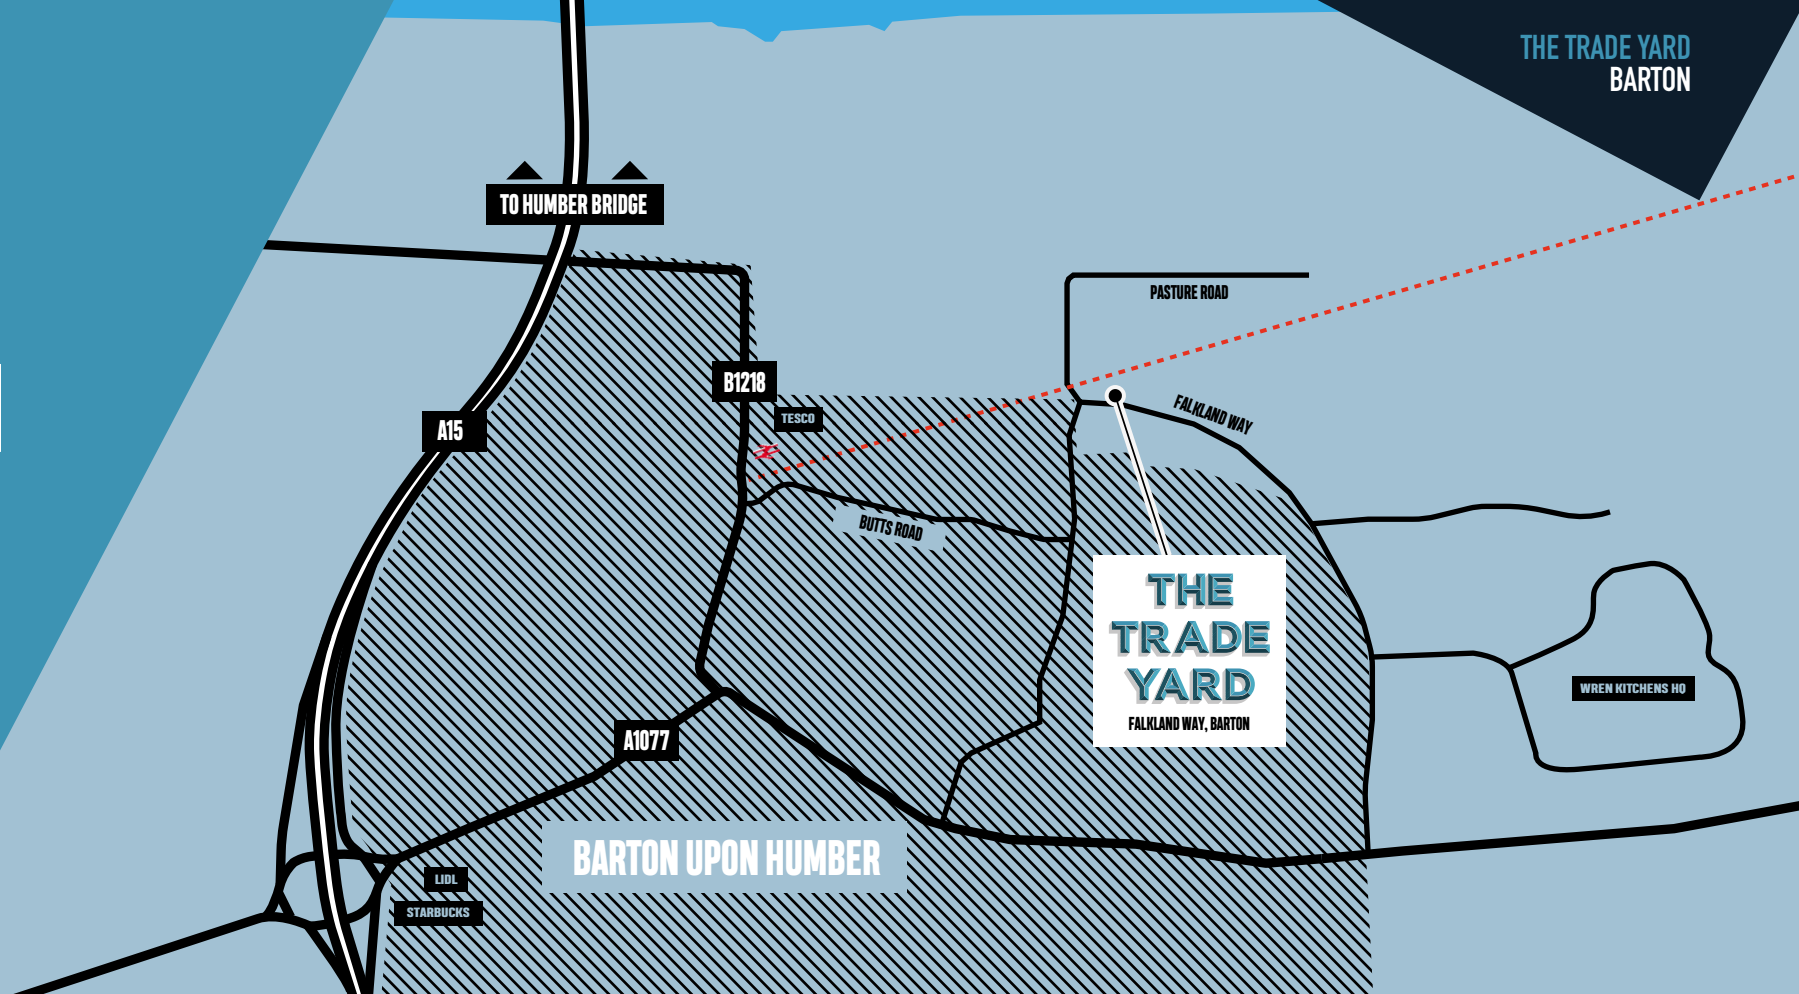 THE TRADE YARD
BARTON
TO HUMBER BRIDGE
PASTURE ROAD
B1218
TESCO
FALKLAND WAY
A15
BUTTS ROAD
THE
TRADE
YARD
FALKLAND WAY, BARTON
WREN KITCHENS HQ
A1077
BARTON UPON HUMBER
LIDL
STARBUCKS